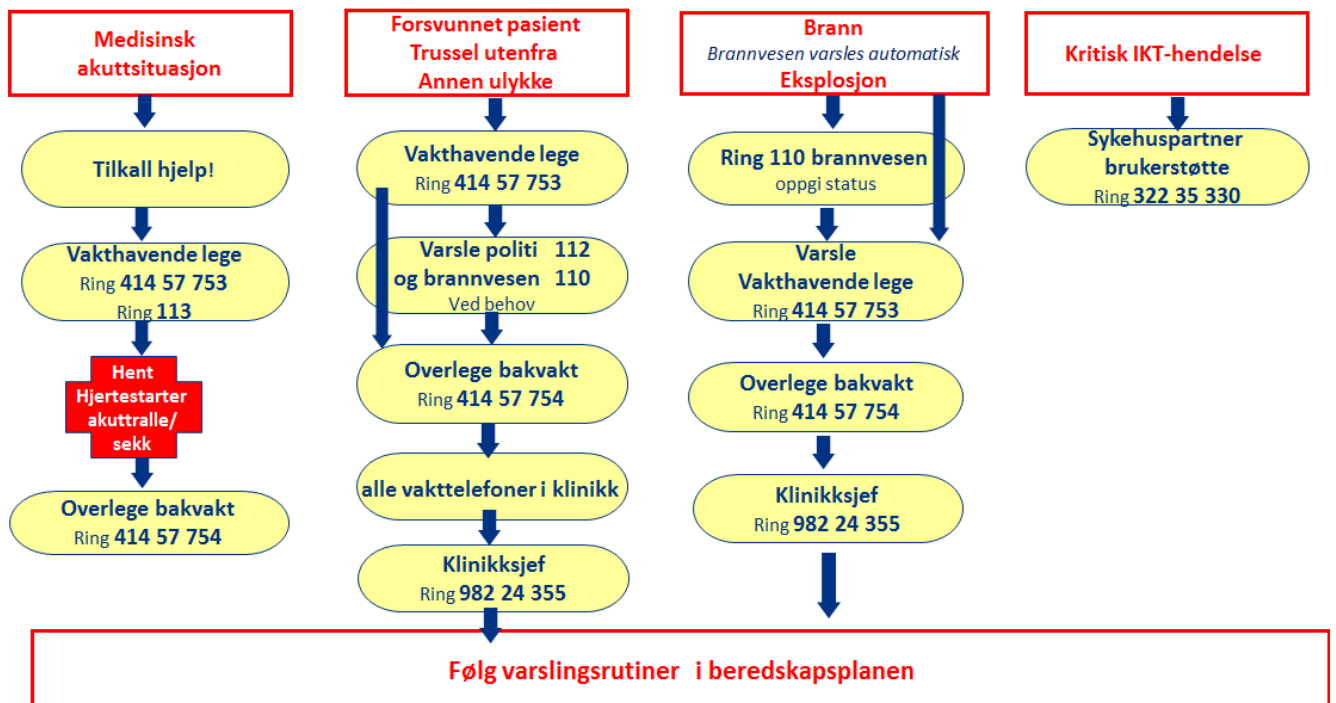 Medisinsk
akuttsituasjon
Tilkall hjelp!
Vakthavende lege
Ring 414 57 753
Ring 113
Hent
Hjertestarter
akuttralle/
sekk
Overlege bakvakt
Ring 414 57 754
Forsvunnet pasient
Trussel utenfra
Annen ulykke
Vakthavende lege
Ring 414 57 753
Varsle politi 112
og brannvesen 110
Ved behov
Overlege bakvakt
Ring 414 57 754
alle vakttelefoner i klinikk
Klinikksjef
Ring 982 24 355
Brann
Brannvesen varsles automatisk
Eksplosjon
Ring 110 brannvesen
oppgi status
Varsle
Vakthavende lege
Ring 414 57 753
Overlege bakvakt
Ring 414 57 754
Klinikksjef
Ring 982 24 355
Kritisk IKT-hendelse
Sykehuspartner
brukerstøtte
Ring 322 35 330
Følg varslingsrutiner i beredskapsplanen